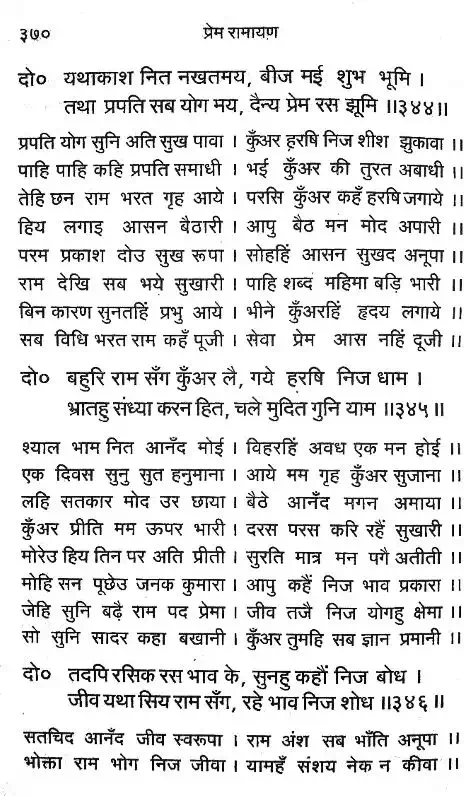 ३७०
प्रेम रामायण
दो० यथाकाश नित नखतमय, बीज मई शुभ भूमि ।
तथा प्रपति सब योग मय, दैन्य प्रेम रस झूमि ।।३४४।।
प्रपति योग सुनि अति सुख पावा । कुँअर हरषि निज शीश झुकावा ।।
पाहि पाहि कहि प्रपति समाधी । भई कुँअर की तुरत अबाधी ।।
तेहि छन राम भरत गृह आये । परसि कुँअर कहँ हरषि जगाये ।।
हिय लगाइ आसन बैठारी । आपु बैठ मन मोद अपारी ।।
परम प्रकाश दोउ सुख रूपा । सोहहिं आसन सुखद अनूपा ।।
राम देखि सब भये सुखारी । पाहि शब्द महिमा बड़ि भारी ।।
बिन कारण सुनतहिं प्रभु आये । भीने कुँअरहिं हृदय लगाये ।।
सब विधि भरत राम कहँ पूजी । सेवा प्रेम आस नहिं दूजी ।।
दो० बहुरि राम सँग कुँअर लै, गये हरषि निज धाम ।
भ्रातहु संध्या करन हित, चले मुदित गुनि याम ।।३४५।।
श्याल भाम नित आनँद मोई । विहरहिं अवध एक मन होई ।।
एक दिवस सुनु सुत हनुमाना । आये मम गृह कुँअर सुजाना ।।
लहि सतकार मोद उर छाया । बैठे आनँद मगन अमाया ।।
कुँअर प्रीति मम ऊपर भारी । दरस परस करि रहैं सुखारी ।।
मोरेउ हिय तिन पर अति प्रीती । सुरति मात्र मन पगै अतीती ।।
मोहि सन पूछेउ जनक कुमारा । आपु कहैं निज भाव प्रकारा ।।
जेहि सुनि बढ़ै राम पद प्रेमा । जीव तजै निज योगहु क्षेमा ।।
सो सुनि सादर कहा बखानी । कुँअर तुमहि सब ज्ञान प्रमानी ।।
दो० तदपि रसिक रस भाव के, सुनहु कहौं निज बोध ।
जीव यथा सिय राम सँग, रहे भाव निज शोध ।।३४६।।
सतचिद आनँद जीव स्वरूपा । राम अंश सब भाँति अनूपा ।।
भोक्ता राम भोग निज जीवा । यामहँ संशय नेक न कीवा ।।